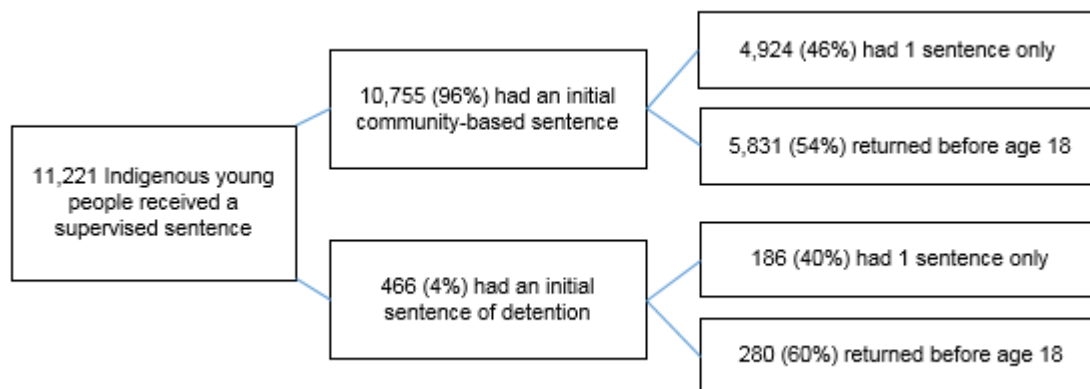 11,221 Indigenous young
people received a
supervised sentence
10,755 (96%) had an initial
community-based sentence
4,924 (46%) had 1 sentence only
5,831 (54%) returned before age 18
466 (4%) had an initial
sentence of detention
186 (40%) had 1 sentence only
280 (60%) returned before age 18